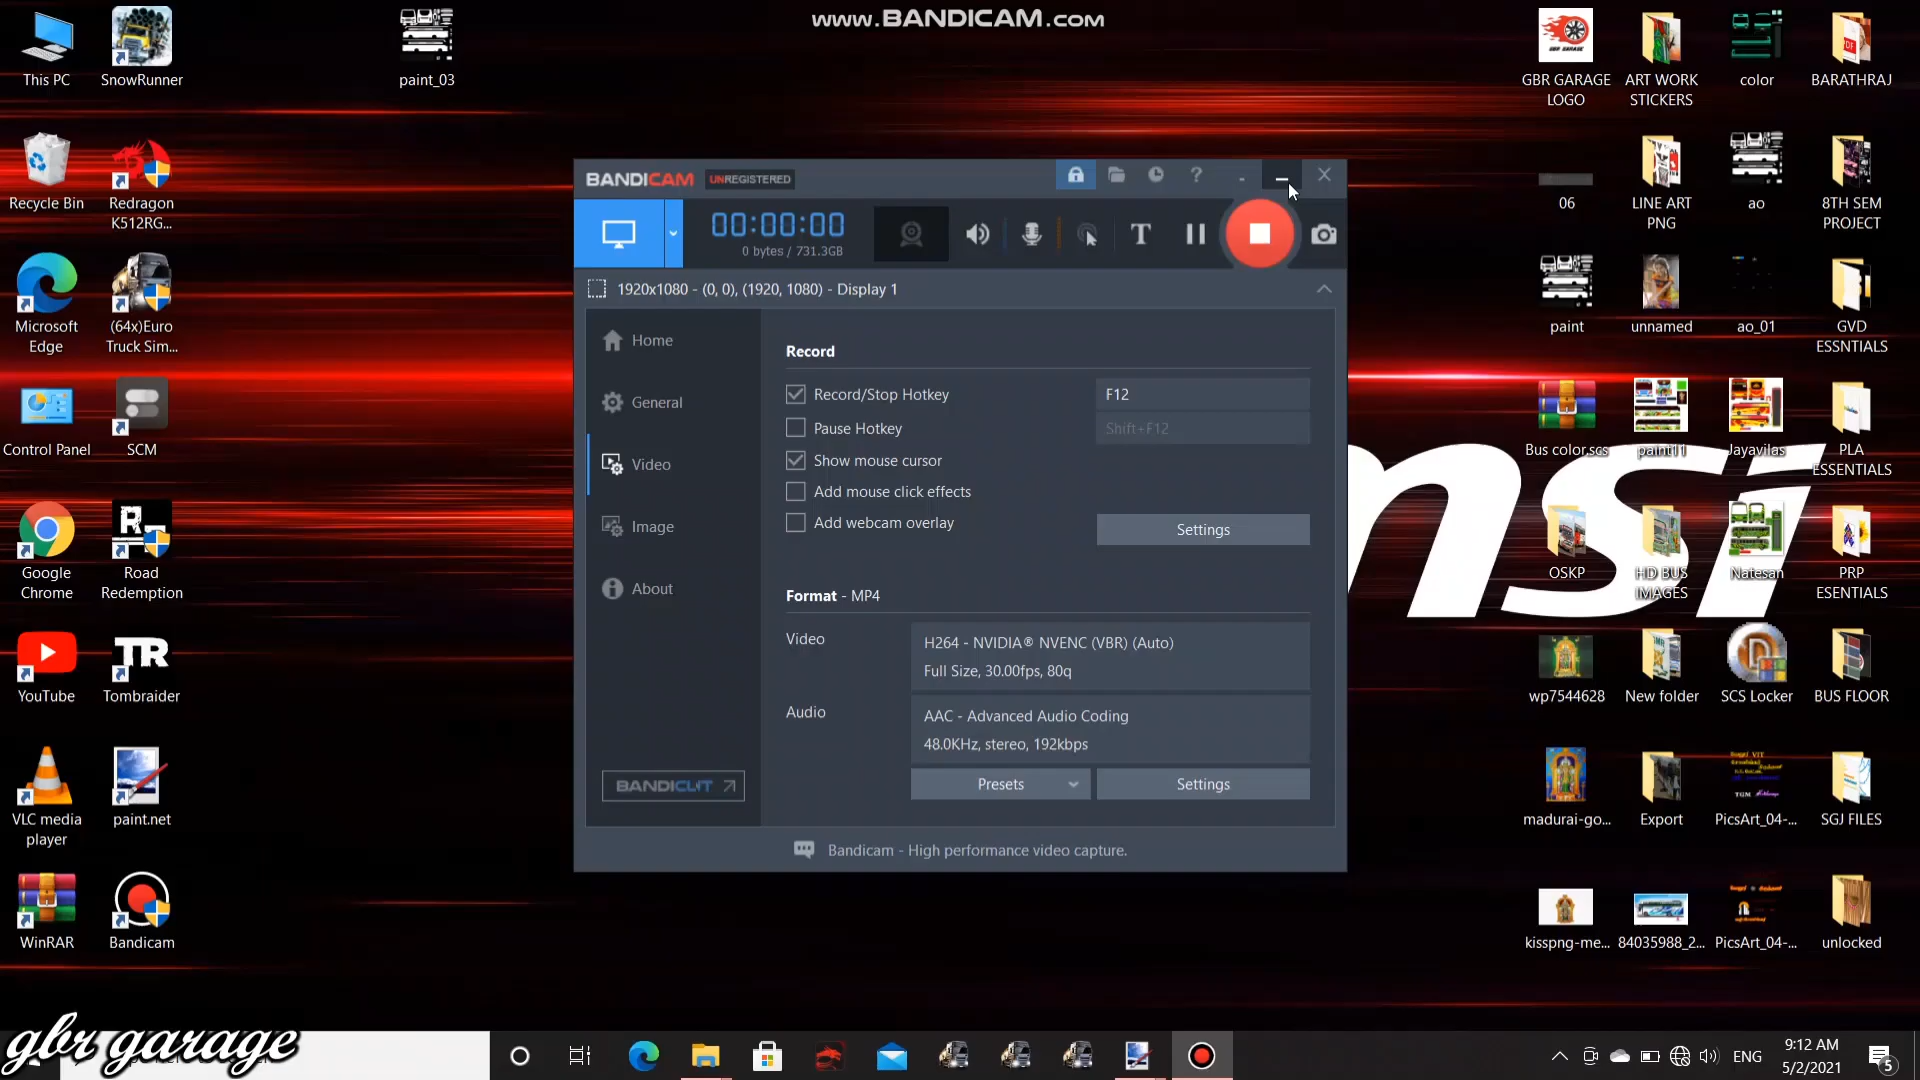 www.BANDICAM.com
This PC
SnowRunner
paint_03
GBR GARAGE
LOGO
ART WORK
STICKERS
color
BARATHRAJ
Recycle Bin
Redragon
K512RG...
06
LINE ART
PNG
ao
8TH SEM
PROJECT
Microsoft
Edge
(64x)Euro
Truck Sim...
paint
unnamed
ao_01
GVD
ESSNTIALS
Control Panel
SCM
Bus color.scs
paint11
Jayavilas
PLA
ESSENTIALS
Google
Chrome
Road
Redemption
OSKP
HD BUS
IMAGES
Natesan
PRP
ESENTIALS
YouTube
TR
Tombraider
wp7544628
New folder
SCS Locker
BUS FLOOR
VLC media
player
paint.net
madurai-go...
Export
PicsArt_04-...
SGJ FILES
WinRAR
Bandicam
kisspng-me...
84035988_2...
PicsArt_04-...
unlocked
msi
BANDICAM UNREGISTERED
00:00:00
0 bytes / 731.3GB
1920x1080 - (0, 0), (1920, 1080) - Display 1
Home
General
Video
Image
About
BANDICUT
Record
Record/Stop Hotkey
F12
Pause Hotkey
Shift+F12
Show mouse cursor
Add mouse click effects
Add webcam overlay
Settings
Format - MP4
Video
H264 - NVIDIA® NVENC (VBR) (Auto)
Full Size, 30.00fps, 80q
Audio
AAC - Advanced Audio Coding
48.0KHz, stereo, 192kbps
Presets
Settings
Bandicam - High performance video capture.
gbr garage
ENG
9:12 AM
5/2/2021
5